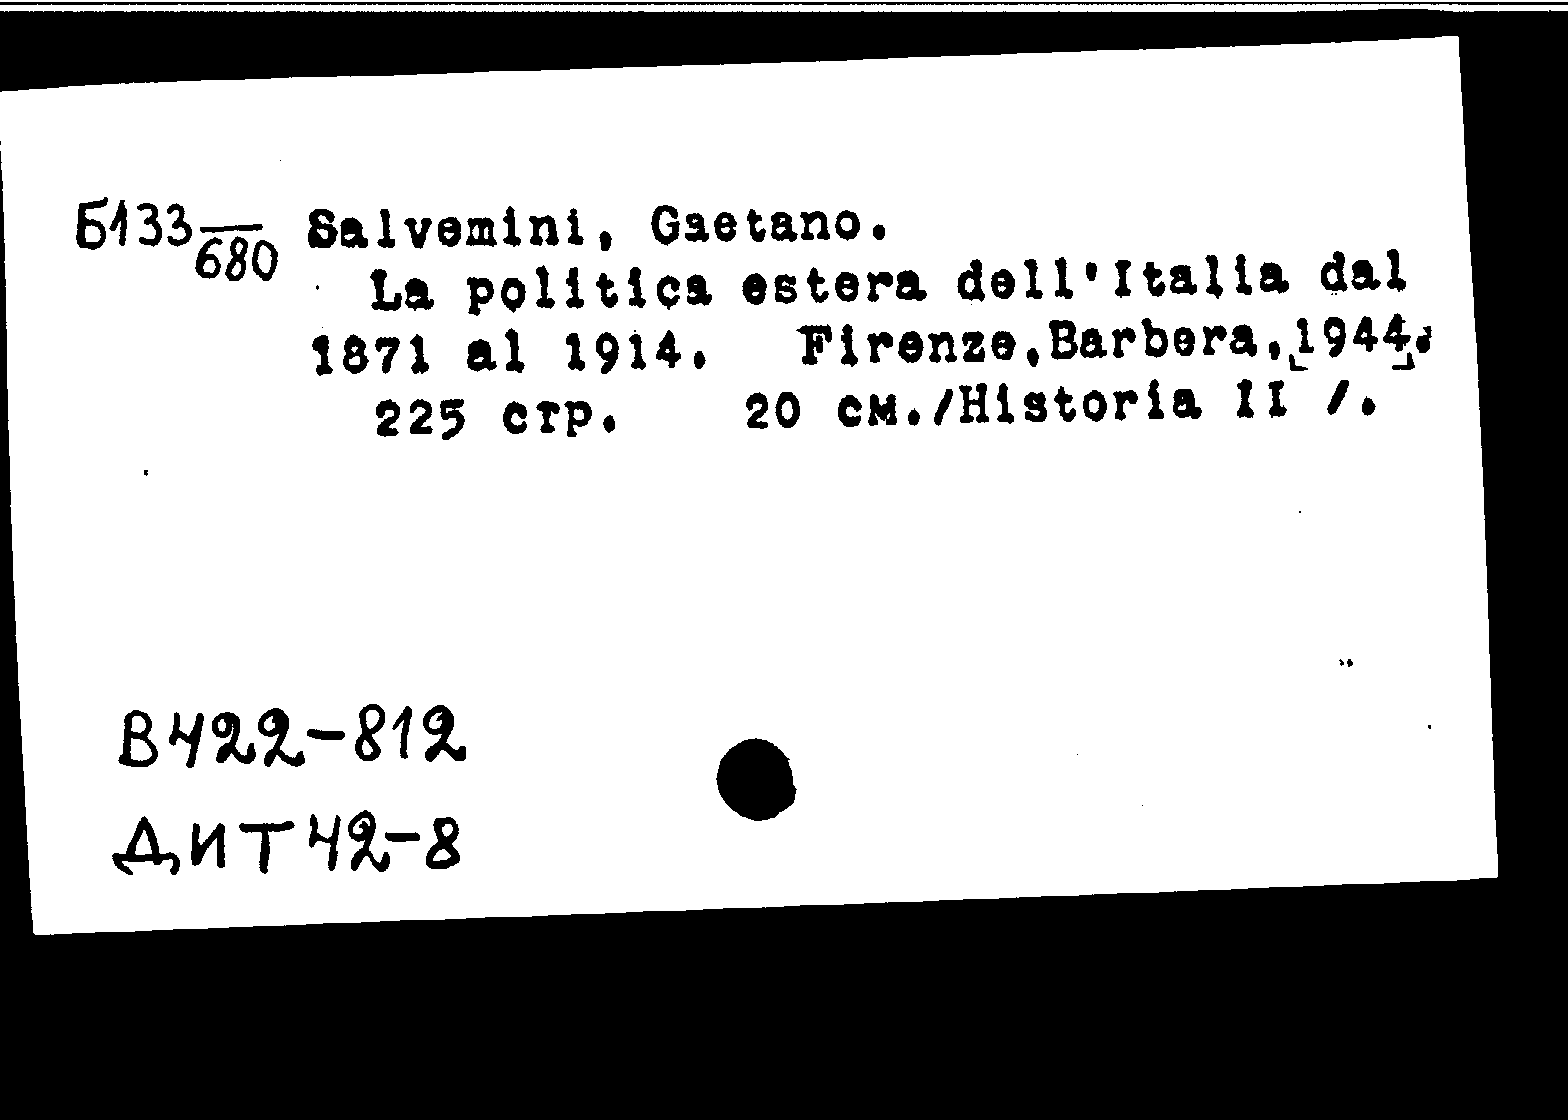 Б133/680 Salvemini, Gaetano.
La politica estera dell'Italia dal
1871 al 1914. Firenze,Barbera,[1944].
225 стр. 20 см./Historia II /.
В422-812
ДИТ42-8